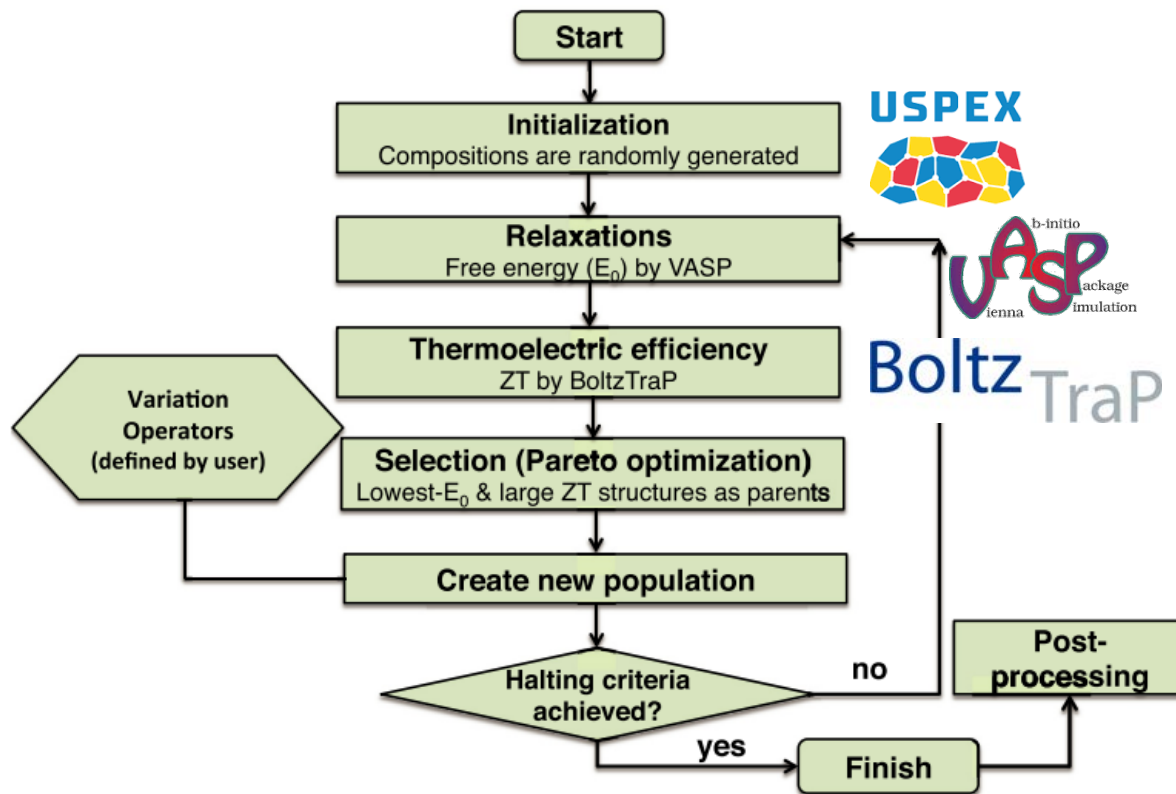 Start
Initialization
Compositions are randomly generated
USPEX
Relaxations
Free energy (E₀) by VASP
b-initio
VASP
ackage
ienna
imulation
Thermoelectric efficiency
ZT by BoltzTraP
Boltz
TraP
Variation
Operators
(defined by user)
Selection (Pareto optimization)
Lowest-E₀ & large ZT structures as parents
Create new population
Halting criteria
achieved?
no
yes
Finish
Post-
processing